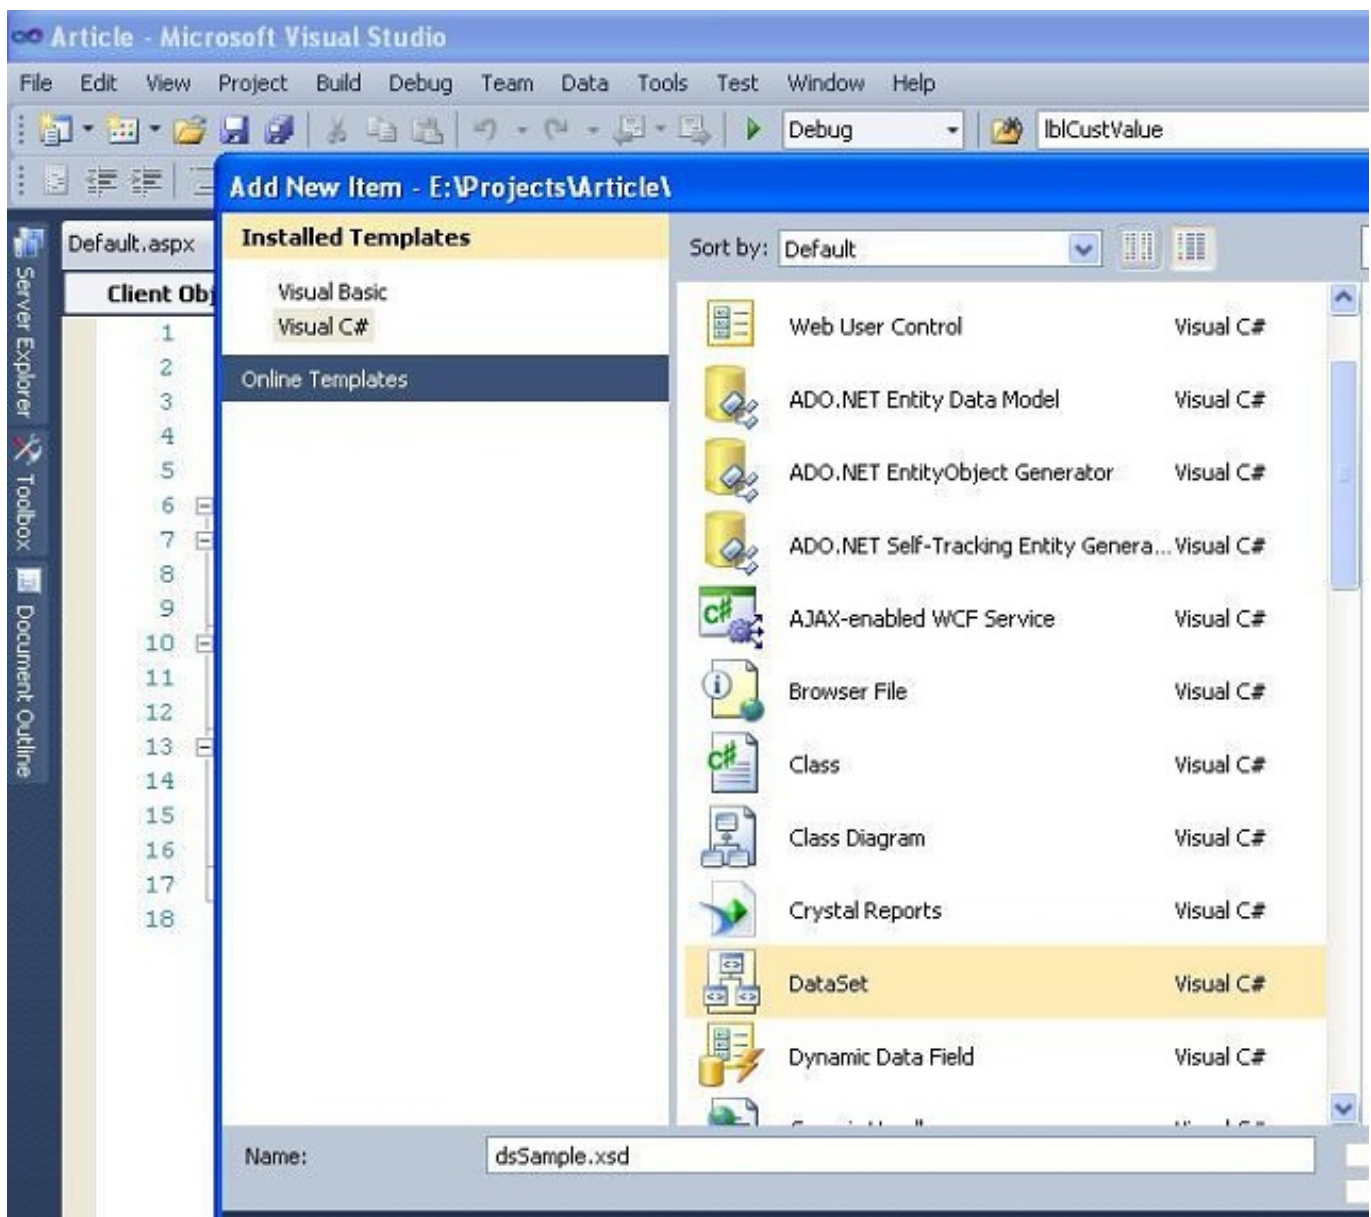 Article - Microsoft Visual Studio
File Edit View Project Build Debug Team Data Tools Test Window Help
Debug lblCustValue
Add New Item - E:\Projects\Article\
Server Explorer
Toolbox
Document Outline
Default.aspx
Client Obj
1
2
3
4
5
6
7
8
9
10
11
12
13
14
15
16
17
18
Installed Templates
Visual Basic
Visual C#
Online Templates
Sort by: Default
Web User Control Visual C#
ADO.NET Entity Data Model Visual C#
ADO.NET EntityObject Generator Visual C#
ADO.NET Self-Tracking Entity Genera... Visual C#
AJAX-enabled WCF Service Visual C#
Browser File Visual C#
Class Visual C#
Class Diagram Visual C#
Crystal Reports Visual C#
DataSet Visual C#
Dynamic Data Field Visual C#
Name: dsSample.xsd